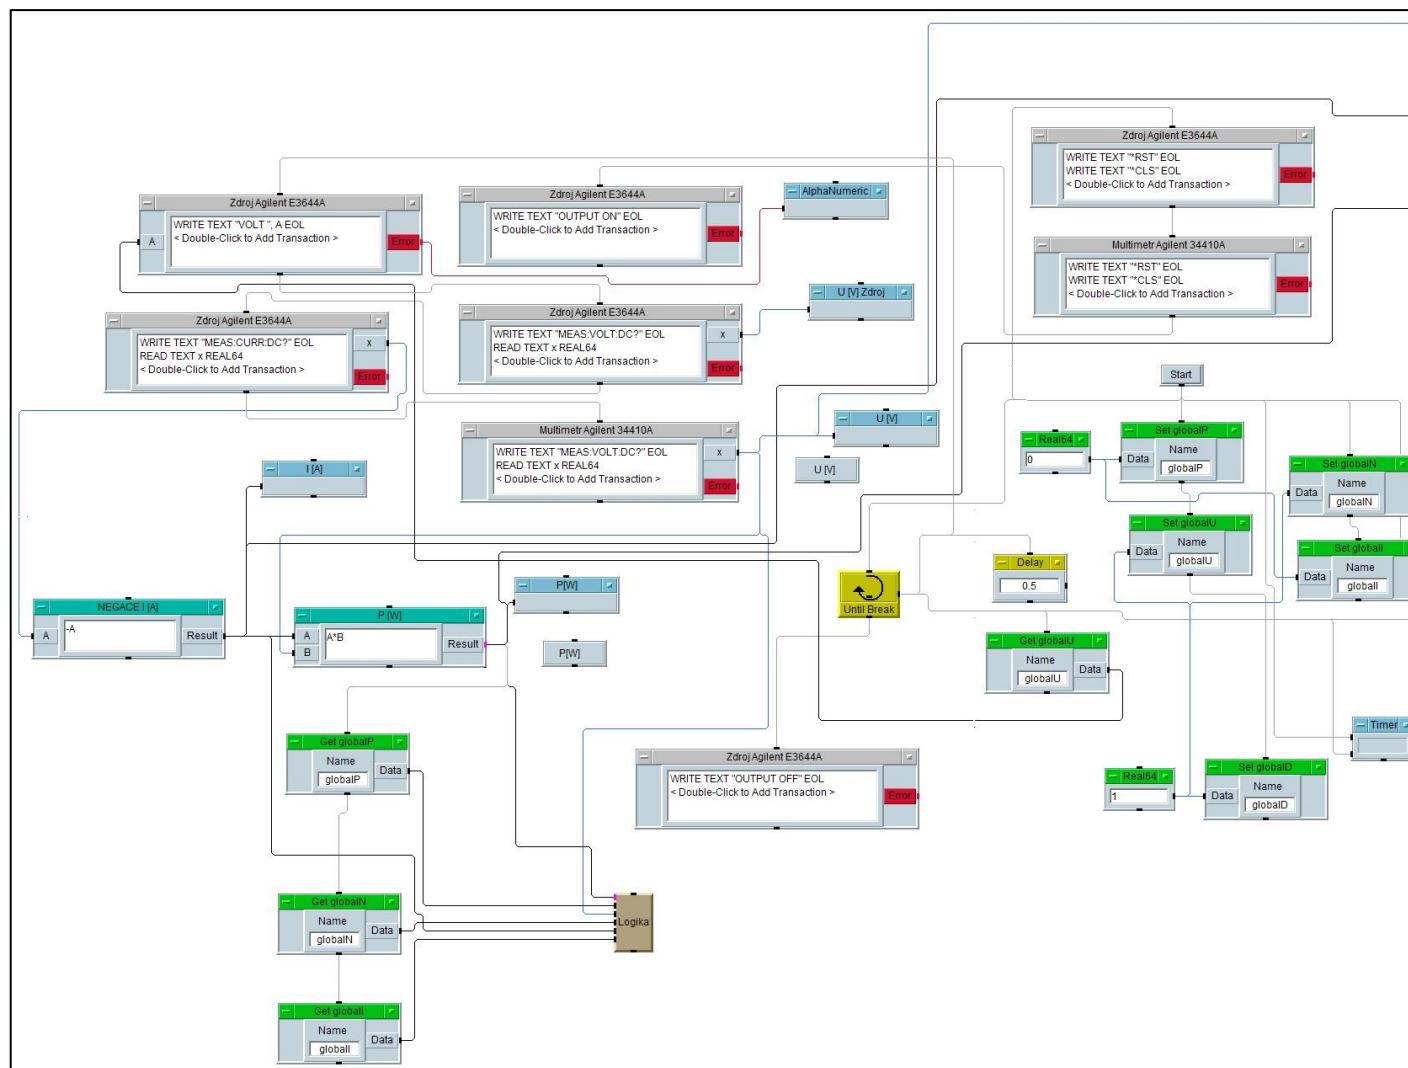 Zdroj Agilent E3644A
WRITE TEXT "*RST" EOL
WRITE TEXT "*CLS" EOL
< Double-Click to Add Transaction >
Error
Zdroj Agilent E3644A
WRITE TEXT "VOLT ", A EOL
< Double-Click to Add Transaction >
A
Error
Zdroj Agilent E3644A
WRITE TEXT "OUTPUT ON" EOL
< Double-Click to Add Transaction >
Error
AlphaNumeric
Multimetr Agilent 34410A
WRITE TEXT "*RST" EOL
WRITE TEXT "*CLS" EOL
< Double-Click to Add Transaction >
Error
U [V] Zdroj
Zdroj Agilent E3644A
WRITE TEXT "MEAS:CURR:DC?" EOL
READ TEXT x REAL64
< Double-Click to Add Transaction >
x
Error
Zdroj Agilent E3644A
WRITE TEXT "MEAS:VOLT:DC?" EOL
READ TEXT x REAL64
< Double-Click to Add Transaction >
x
Error
Start
U [V]
Multimetr Agilent 34410A
WRITE TEXT "MEAS:VOLT:DC?" EOL
READ TEXT x REAL64
< Double-Click to Add Transaction >
x
Error
U [V]
I [A]
Real64
0
Set globalP
Data
Name
globalP
Set globalN
Data
Name
globalN
Set globalU
Data
Name
globalU
Set globalI
Data
Name
globalI
Delay
0.5
Until Break
P[W]
NEGACE I [A]
A
-A
Result
P [W]
A
B
A*B
Result
P[W]
Get globalU
Name
globalU
Data
Timer
Get globalP
Name
globalP
Data
Zdroj Agilent E3644A
WRITE TEXT "OUTPUT OFF" EOL
< Double-Click to Add Transaction >
Error
Real64
1
Set globalD
Data
Name
globalD
Get globalN
Name
globalN
Data
Logika
Get globalI
Name
globalI
Data